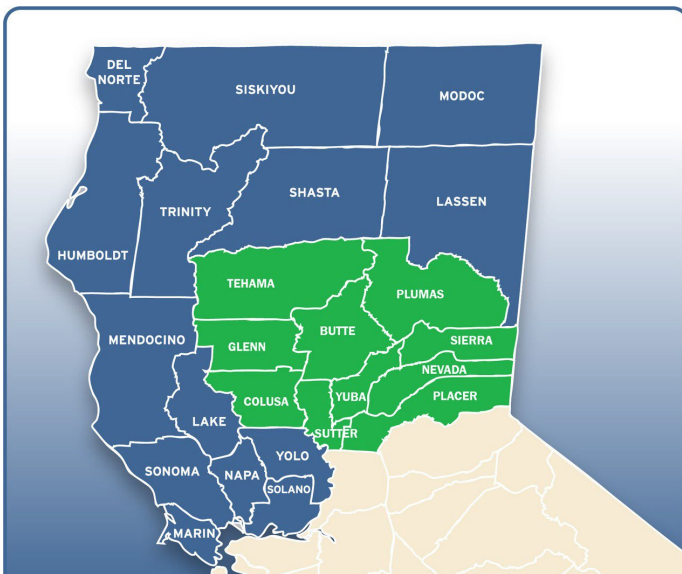 DEL
NORTE
SISKIYOU
MODOC
SHASTA
LASSEN
TRINITY
HUMBOLDT
TEHAMA
PLUMAS
BUTTE
MENDOCINO
GLENN
SIERRA
NEVADA
YUBA
PLACER
COLUSA
LAKE
SUTTER
YOLO
SONOMA
NAPA
SOLANO
MARIN